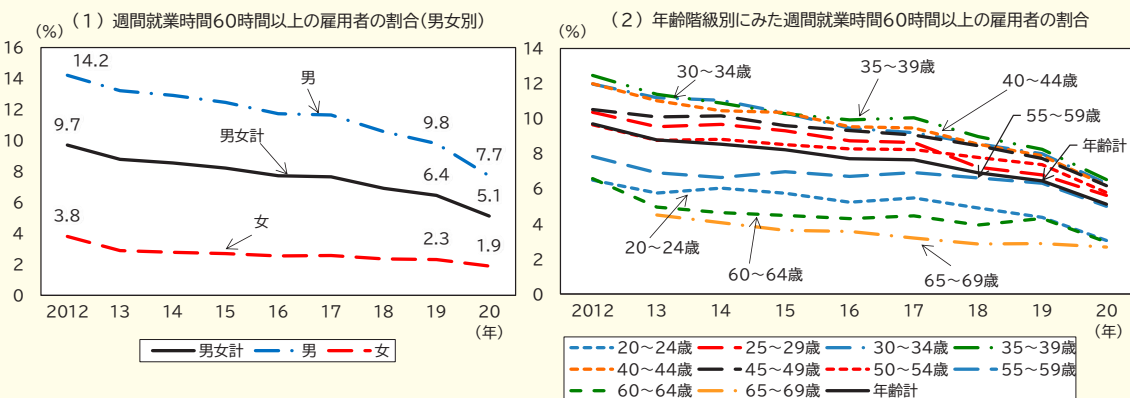 （１）週間就業時間60時間以上の雇用者の割合（男女別）
（%）
16
14
12
10
8
6
4
2
0
14.2
9.7
3.8
男
男女計
女
9.8
7.7
6.4
5.1
2.3
1.9
2012 13 14 15 16 17 18 19 20
（年）
男女計 男 女
（２）年齢階級別にみた週間就業時間60時間以上の雇用者の割合
（%）
14
12
10
8
6
4
2
0
30～34歳
35～39歳
40～44歳
55～59歳
年齢計
20～24歳
60～64歳
65～69歳
2012 13 14 15 16 17 18 19 20
（年）
20～24歳 25～29歳 30～34歳 35～39歳
40～44歳 45～49歳 50～54歳 55～59歳
60～64歳 65～69歳 年齢計